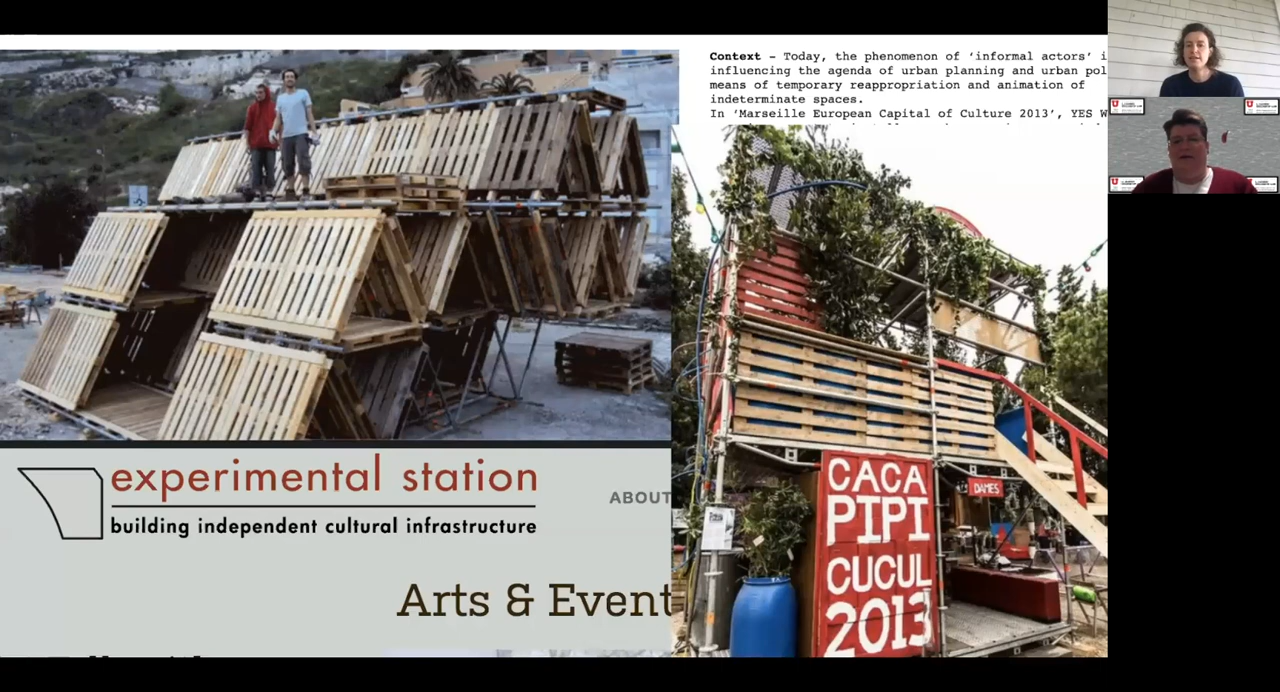 Context – Today, the phenomenon of 'informal actors' i
influencing the agenda of urban planning and urban pol
means of temporary reappropriation and animation of
indeterminate spaces.
In 'Marseille European Capital of Culture 2013', YES W
experimental station
building independent cultural infrastructure
ABOUT
Arts & Event
CACA
PIPI
CUCUL
2013
DAMES